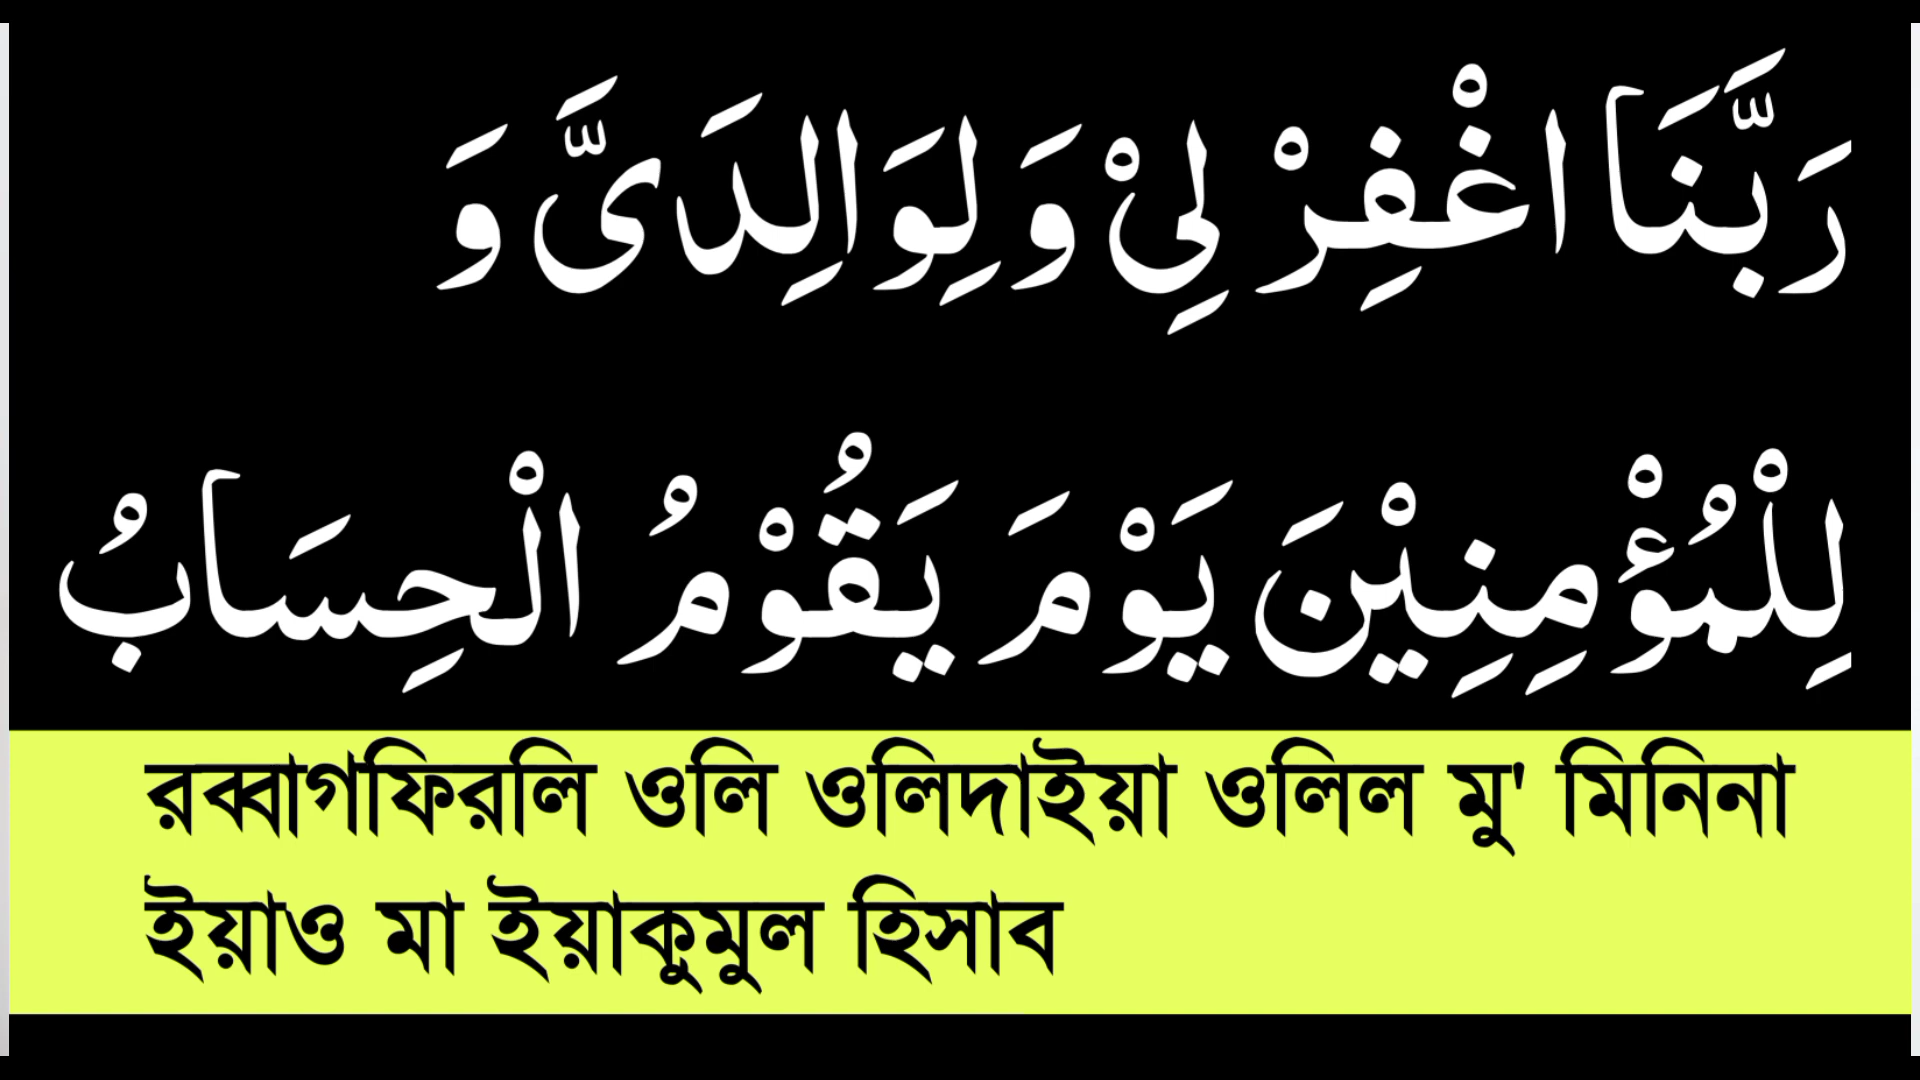 رَبَّنَا اغْفِرْ لِيْ وَلِوَالِدَىَّ وَ
لِلْمُؤْمِنِيْنَ يَوْمَ يَقُوْمُ الْحِسَابُ
রব্বাগফিরলি ওলি ওলিদাইয়া ওলিল মু' মিনিনা
ইয়াও মা ইয়াকুমুল হিসাব